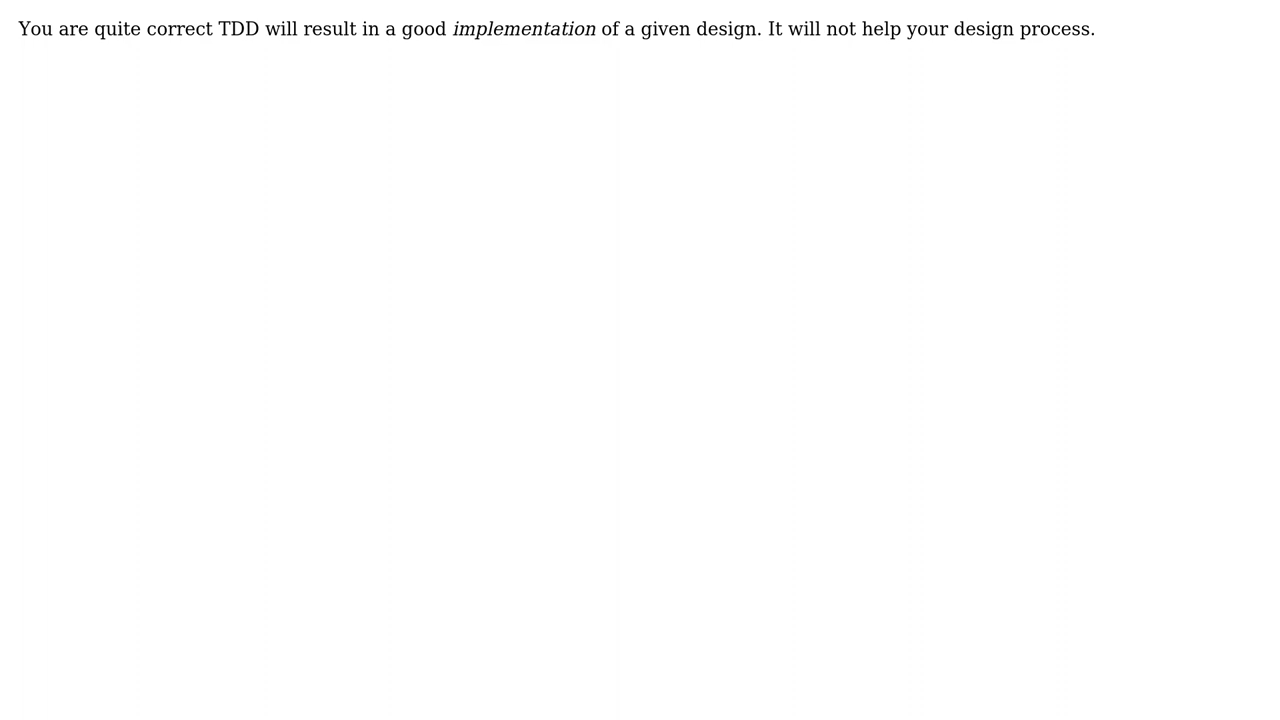 You are quite correct TDD will result in a good implementation of a given design. It will not help your design process.